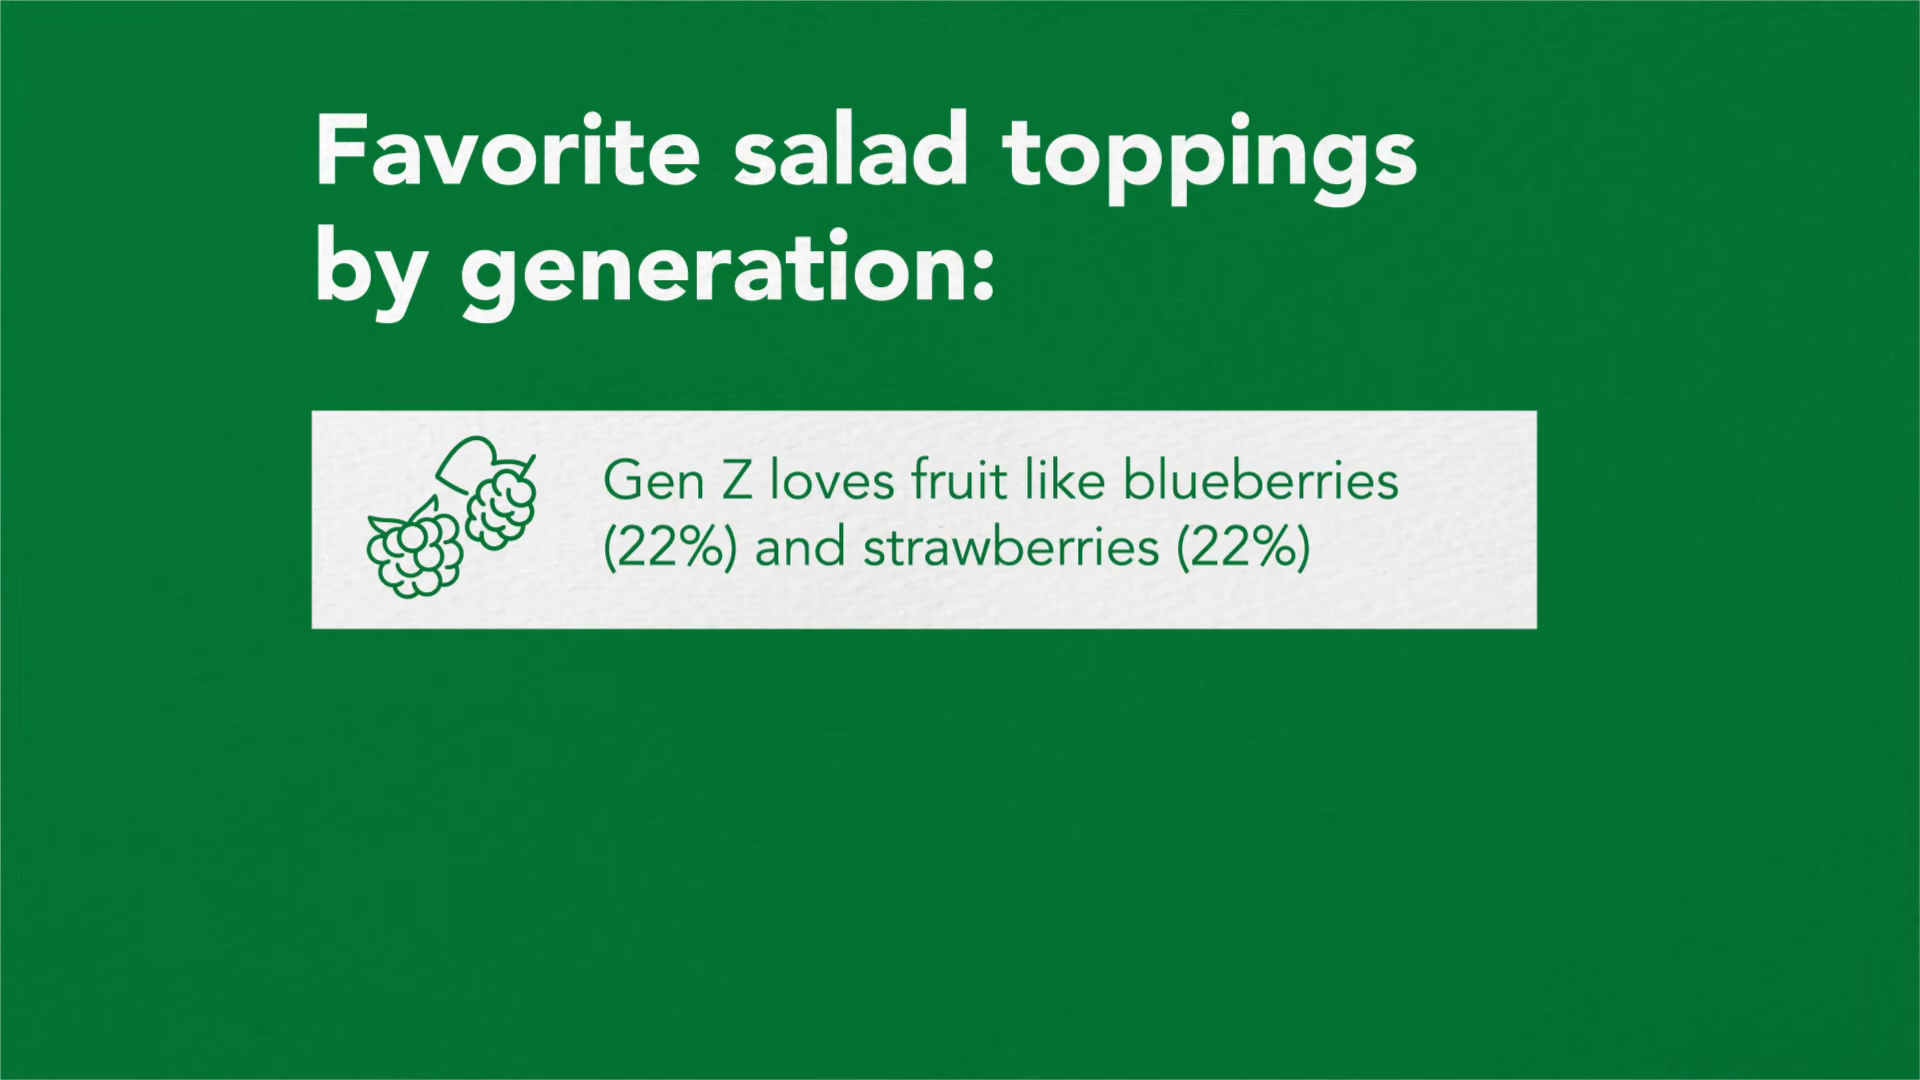 Favorite salad toppings
by generation:
Gen Z loves fruit like blueberries
(22%) and strawberries (22%)